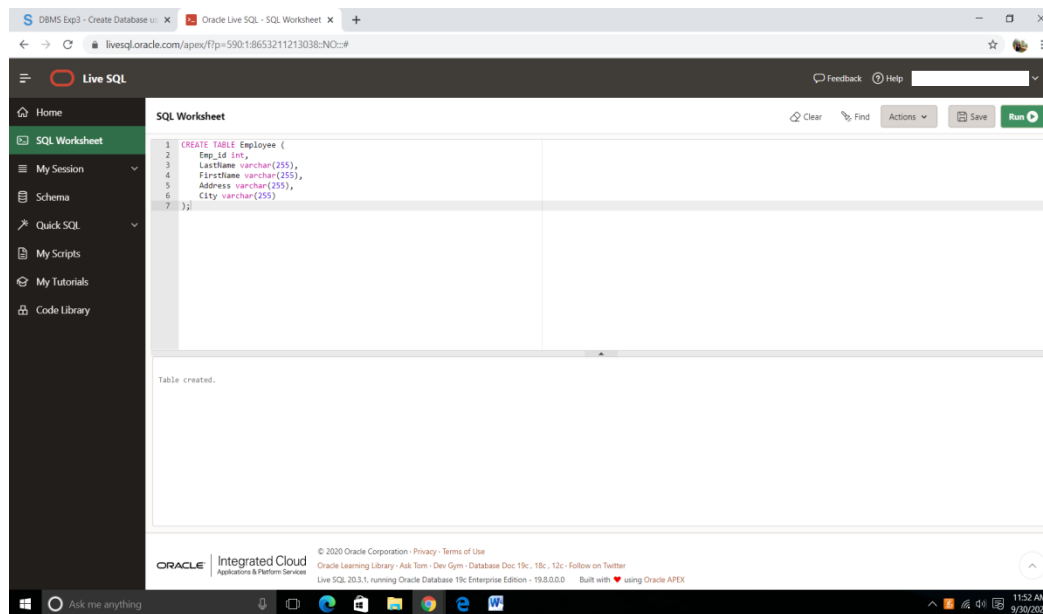 DBMS Exp3 - Create Database u
Oracle Live SQL - SQL Worksheet
livesql.oracle.com/apex/f?p=590:1:8653211213038::NO:::#
Live SQL
Feedback
Help
Home
SQL Worksheet
My Session
Schema
Quick SQL
My Scripts
My Tutorials
Code Library
SQL Worksheet
Clear
Find
Actions
Save
Run
1 CREATE TABLE Employee (
2 Emp_id int,
3 LastName varchar(255),
4 FirstName varchar(255),
5 Address varchar(255),
6 City varchar(255)
7 );
Table created.
ORACLE
Integrated Cloud
Applications & Platform Services
© 2020 Oracle Corporation · Privacy · Terms of Use
Oracle Learning Library · Ask Tom · Dev Gym · Database Doc 19c, 18c, 12c · Follow on Twitter
Live SQL 20.3.1, running Oracle Database 19c Enterprise Edition - 19.8.0.0.0 Built with ❤ using Oracle APEX
Ask me anything
11:52 AM
9/30/202